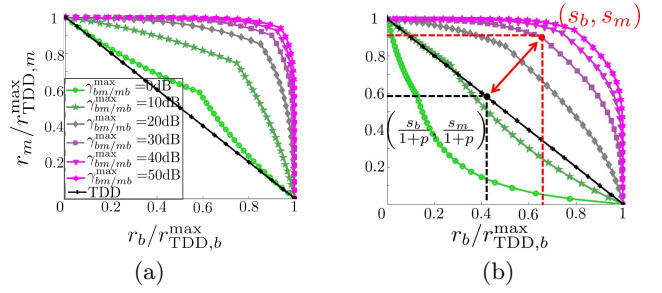 1
0.8
0.6
0.4
0.2
γ^max_bm/mb =0dB
γ^max_bm/mb =10dB
γ^max_bm/mb =20dB
γ^max_bm/mb =30dB
γ^max_bm/mb =40dB
γ^max_bm/mb =50dB
TDD
0 0.2 0.4 0.6 0.8 1
r_m/r^max_TDD,m
r_b/r^max_TDD,b
(a)
(s_b, s_m)
1
0.8
0.6
0.4
0.2
(s_b/1+p, s_m/1+p)
0 0.2 0.4 0.6 0.8 1
r_b/r^max_TDD,b
(b)